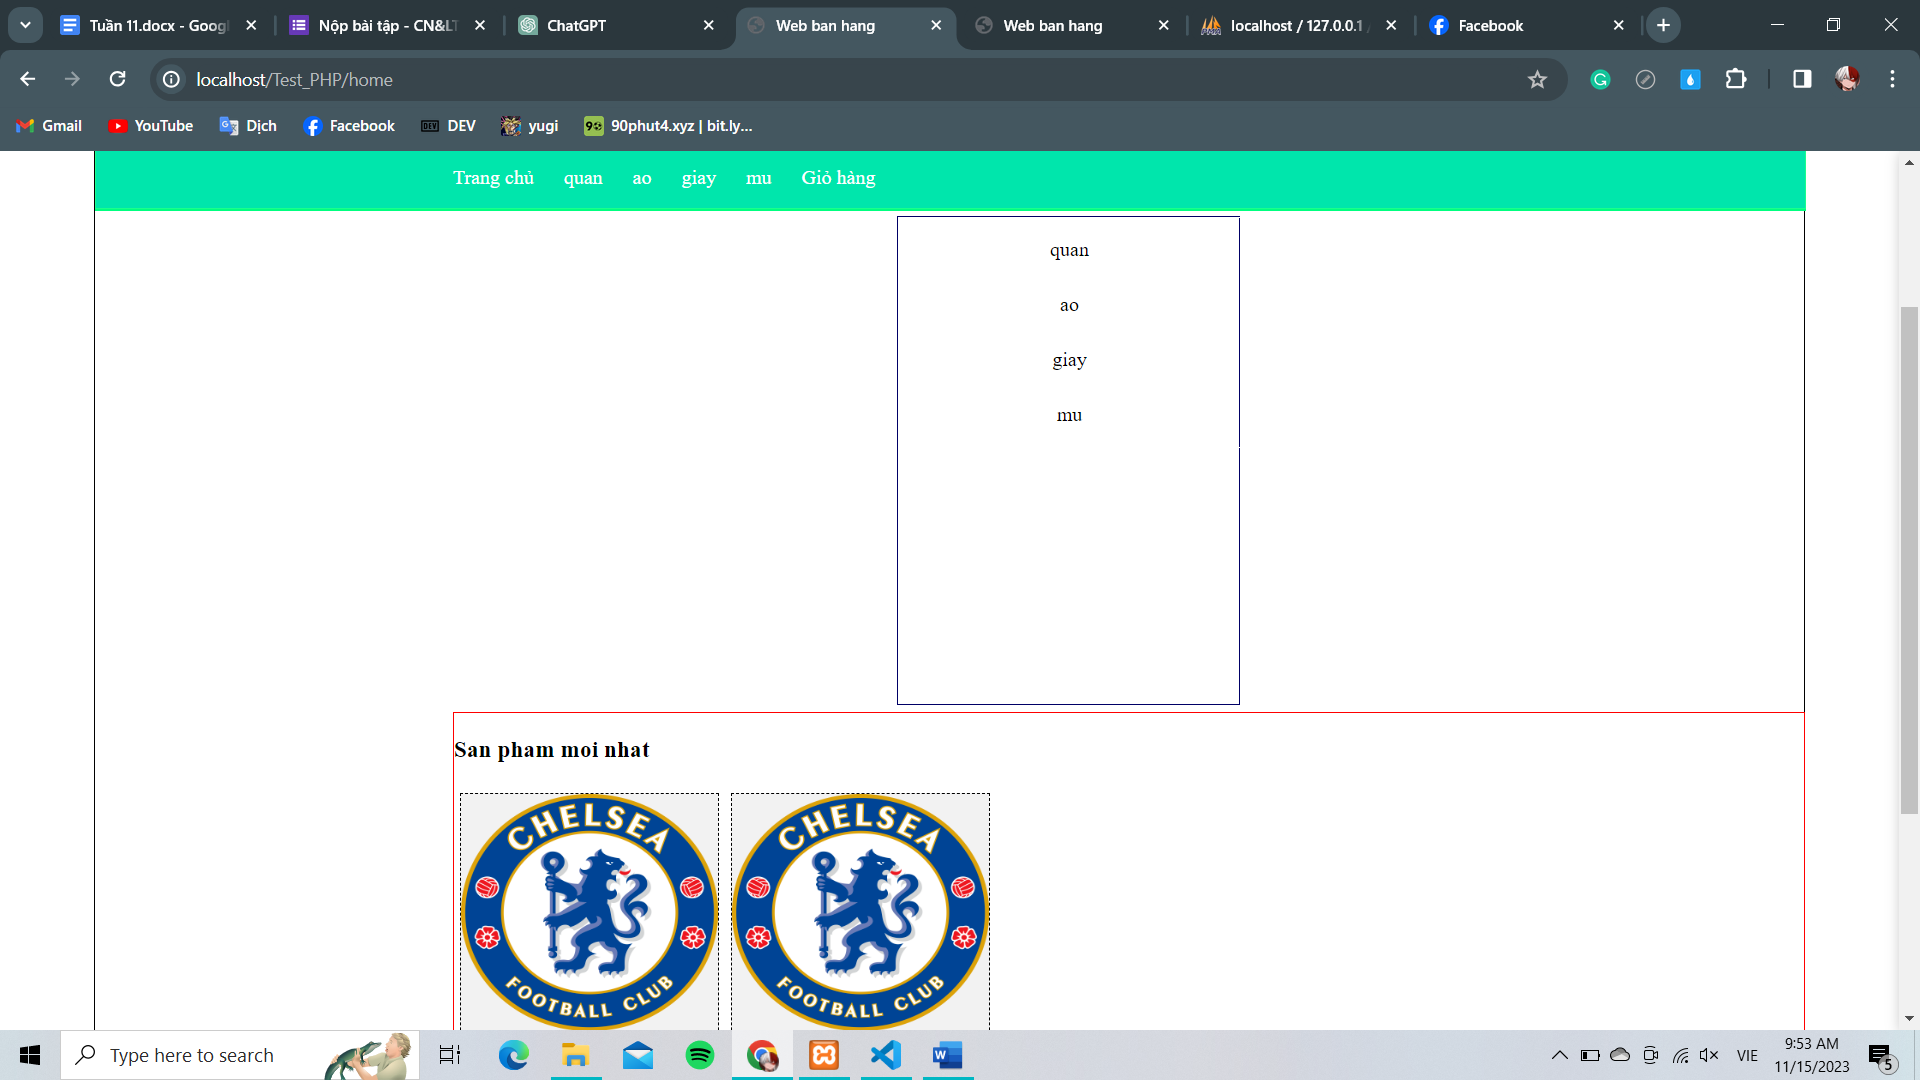 Tuần 11.docx - Googl
Nộp bài tập - CN&LT
ChatGPT
Web ban hang
Web ban hang
localhost / 127.0.0.1
Facebook
localhost/Test_PHP/home
Gmail
YouTube
Dịch
Facebook
DEV
DEV
yugi
90phut4.xyz | bit.ly...
Trang chủ quan ao giay mu Giỏ hàng
quan
ao
giay
mu
San pham moi nhat
CHELSEA
FOOTBALL CLUB
CHELSEA
FOOTBALL CLUB
Type here to search
VIE
9:53 AM
11/15/2023
5